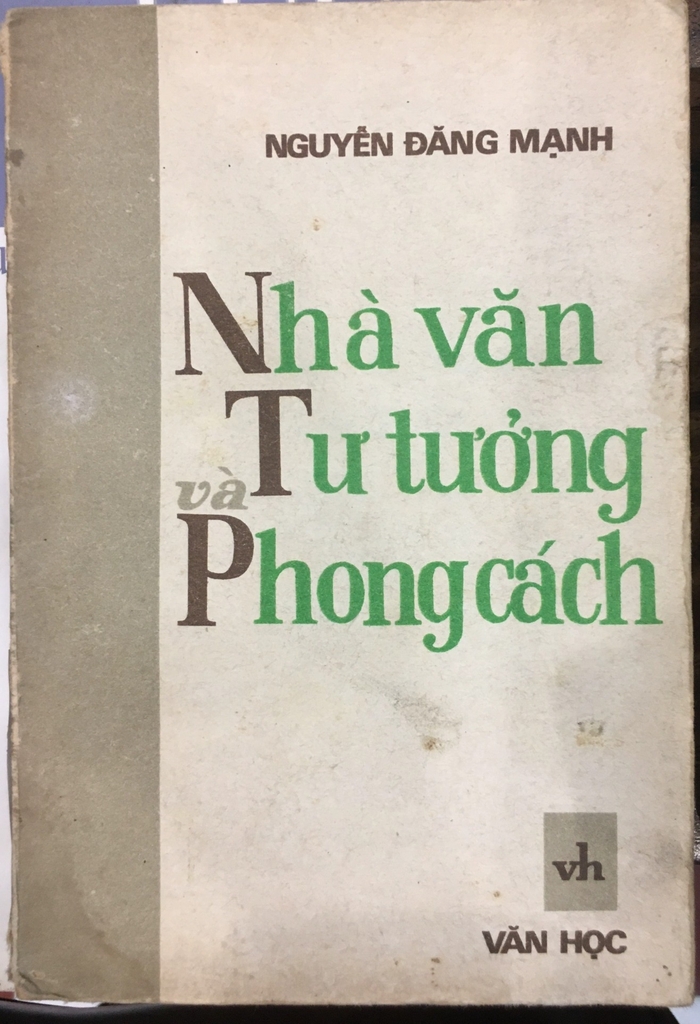 NGUYỄN ĐĂNG MẠNH
Nhà văn
Tư tưởng
và
Phong cách
vh
VĂN HỌC